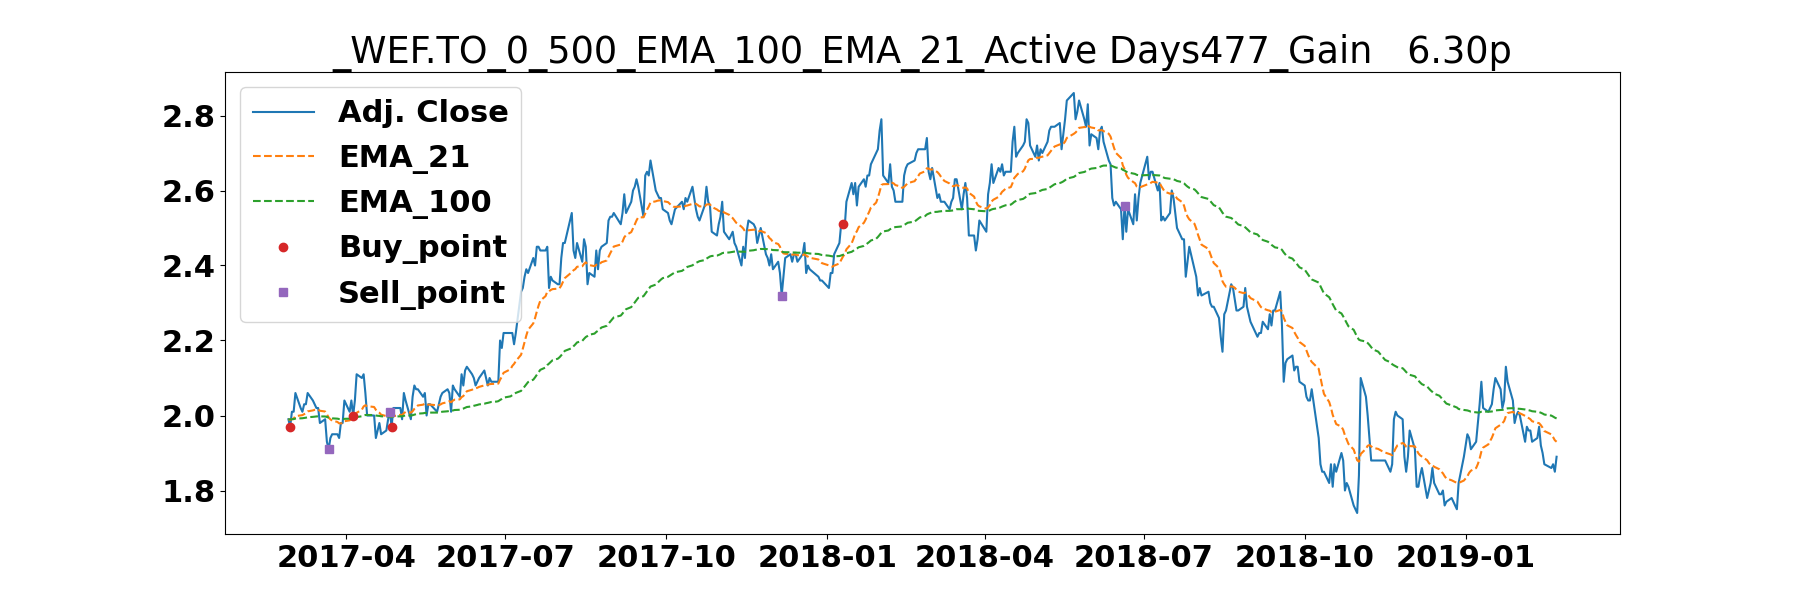 _WEF.TO_0_500_EMA_100_EMA_21_Active Days477_Gain   6.30p
Adj. Close
EMA_21
EMA_100
Buy_point
Sell_point
2.8
2.6
2.4
2.2
2.0
1.8
2017-04 2017-07 2017-10 2018-01 2018-04 2018-07 2018-10 2019-01